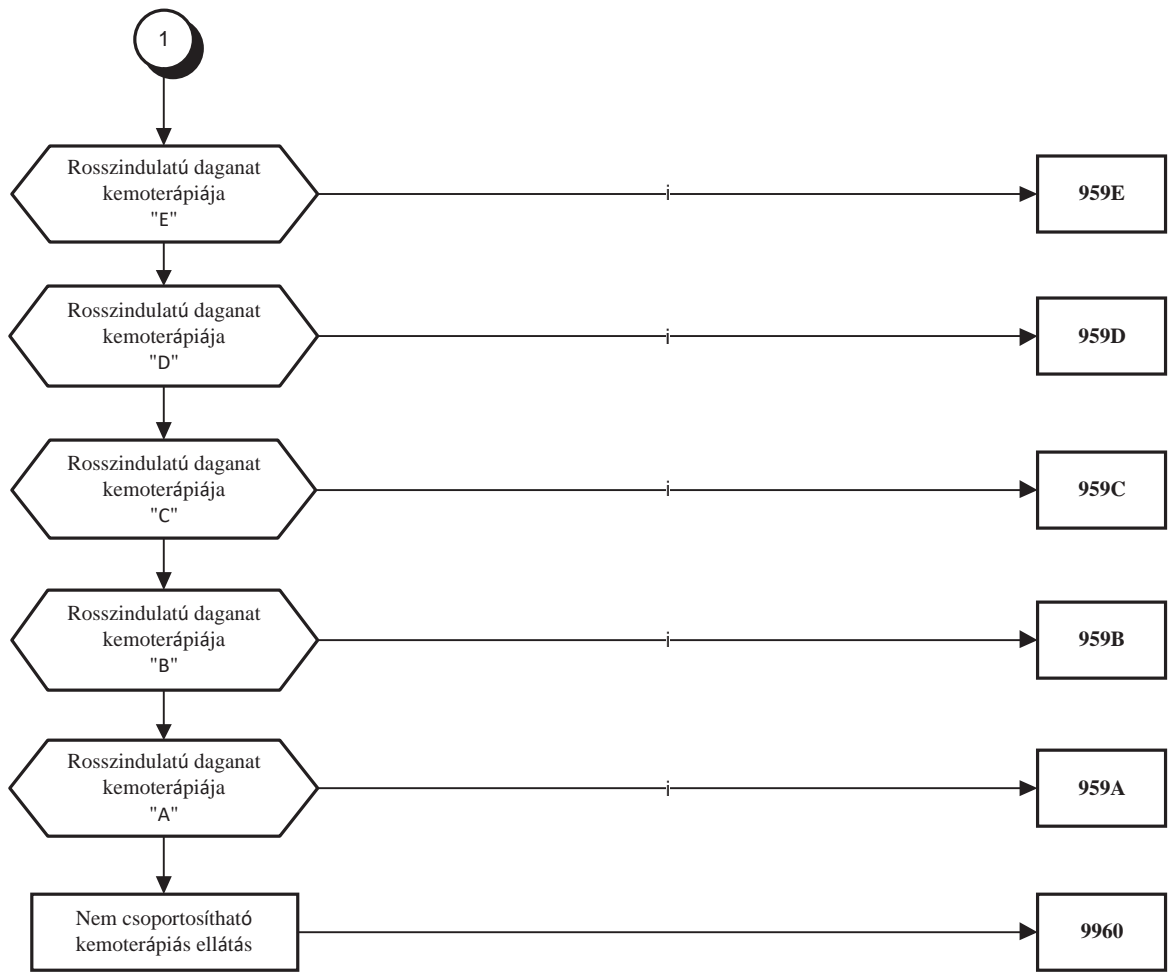 1
Rosszindulatú daganat
kemoterápiája
"E"
i
959E
Rosszindulatú daganat
kemoterápiája
"D"
i
959D
Rosszindulatú daganat
kemoterápiája
"C"
i
959C
Rosszindulatú daganat
kemoterápiája
"B"
i
959B
Rosszindulatú daganat
kemoterápiája
"A"
i
959A
Nem csoportosítható
kemoterápiás ellátás
9960